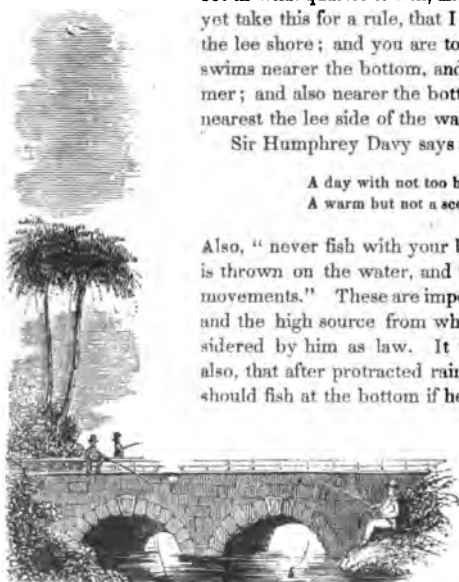 yet take this for a rule, that I
the lee shore; and you are to
swims nearer the bottom, and
mer; and also nearer the bott
nearest the lee side of the wa
Sir Humphrey Davy says
A day with not too b
A warm but not a sco
Also, " never fish with your b
is thrown on the water, and
movements." These are impo
and the high source from wh
sidered by him as law. It
also, that after protracted rain
should fish at the bottom if he